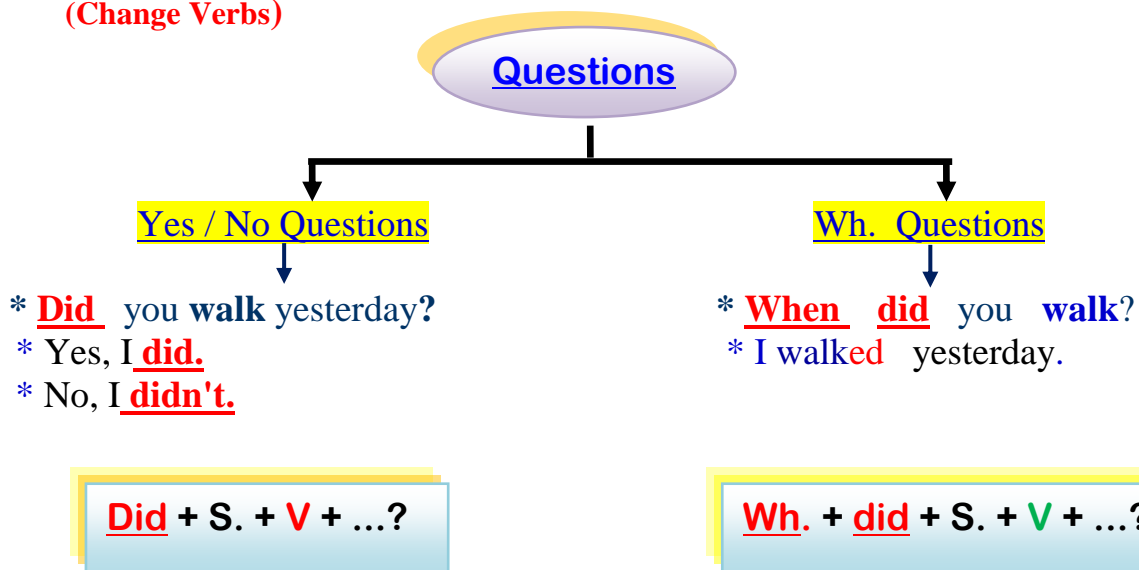 (Change Verbs)
Questions
Yes / No Questions
* Did you walk yesterday?
* Yes, I did.
* No, I didn't.
Did + S. + V + ...?
Wh. Questions
* When did you walk?
* I walked yesterday.
Wh. + did + S. + V + ...?